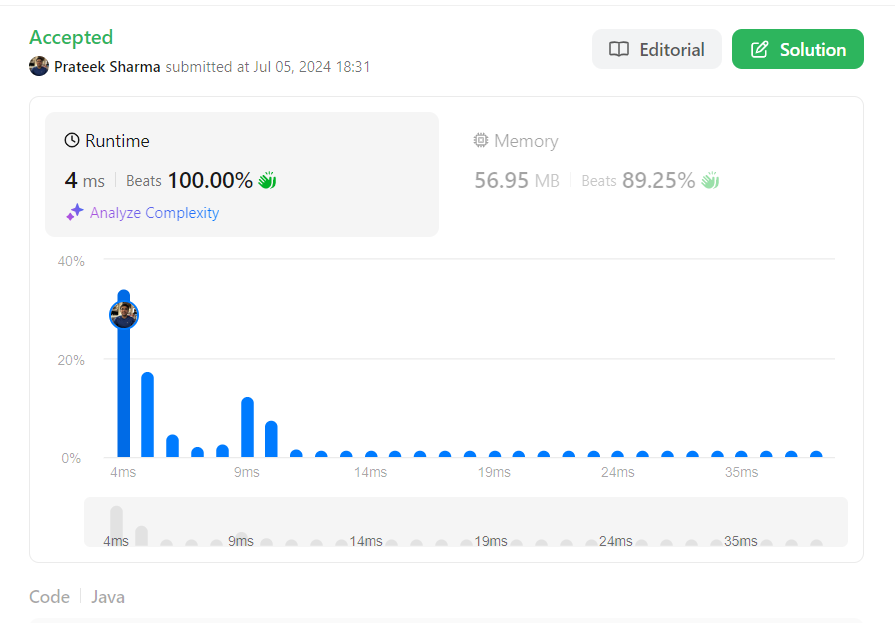 Accepted
Editorial
Solution
Prateek Sharma submitted at Jul 05, 2024 18:31
Runtime
4 ms Beats 100.00%
Analyze Complexity
Memory
56.95 MB Beats 89.25%
40%
20%
0%
4ms 9ms 14ms 19ms 24ms 35ms
4ms 9ms 14ms 19ms 24ms 35ms
Code Java